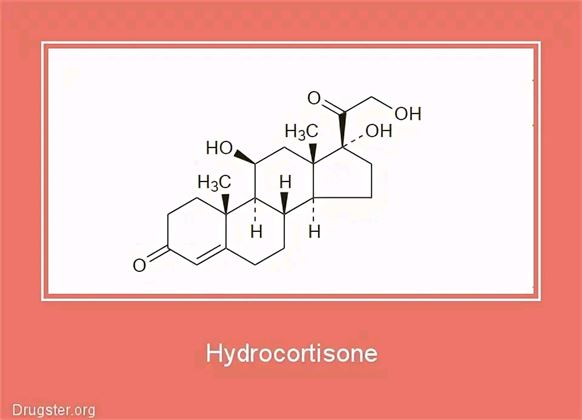 O
OH
H₃C
OH
HO
H₃C
H
H
H
O
Hydrocortisone
Drugster.org